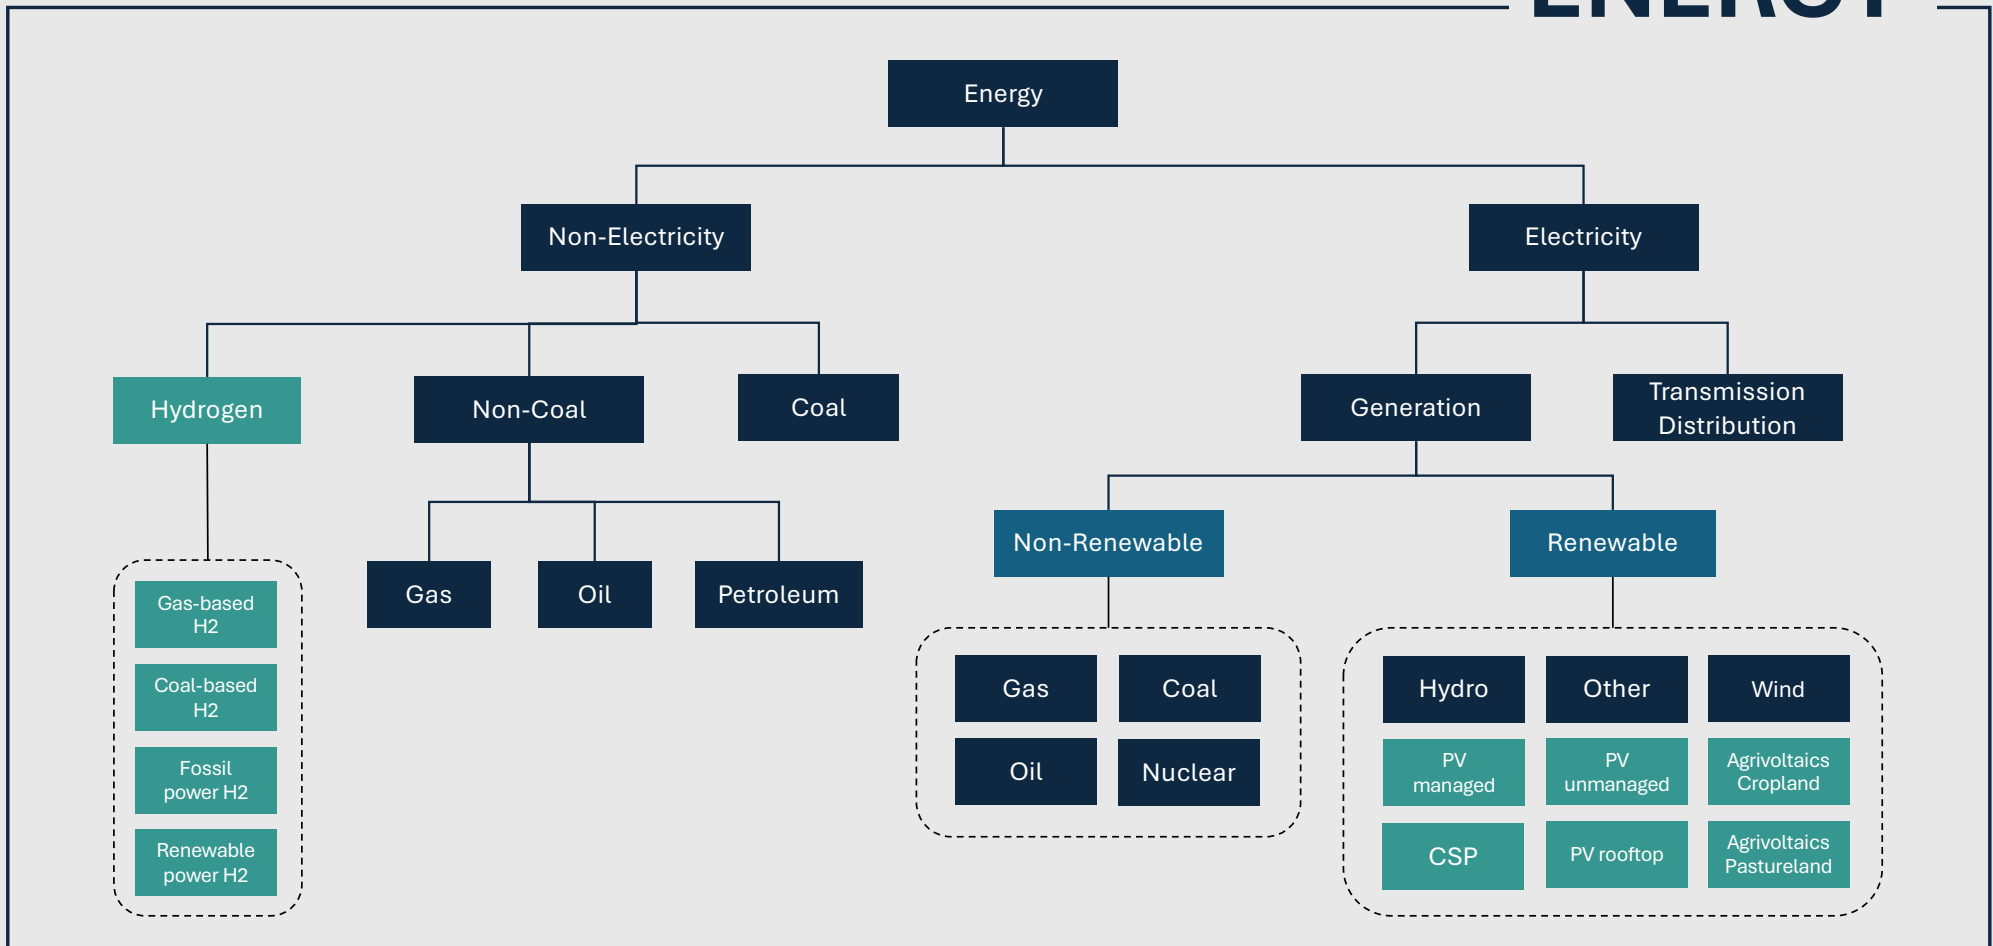 ENERGY
Energy
Non-Electricity
Electricity
Hydrogen
Non-Coal
Coal
Generation
Transmission
Distribution
Non-Renewable
Renewable
Gas
Oil
Petroleum
Gas-based
H2
Coal-based
H2
Fossil
power H2
Renewable
power H2
Gas
Coal
Oil
Nuclear
Hydro
Other
Wind
PV
managed
PV
unmanaged
Agrivoltaics
Cropland
CSP
PV rooftop
Agrivoltaics
Pastureland